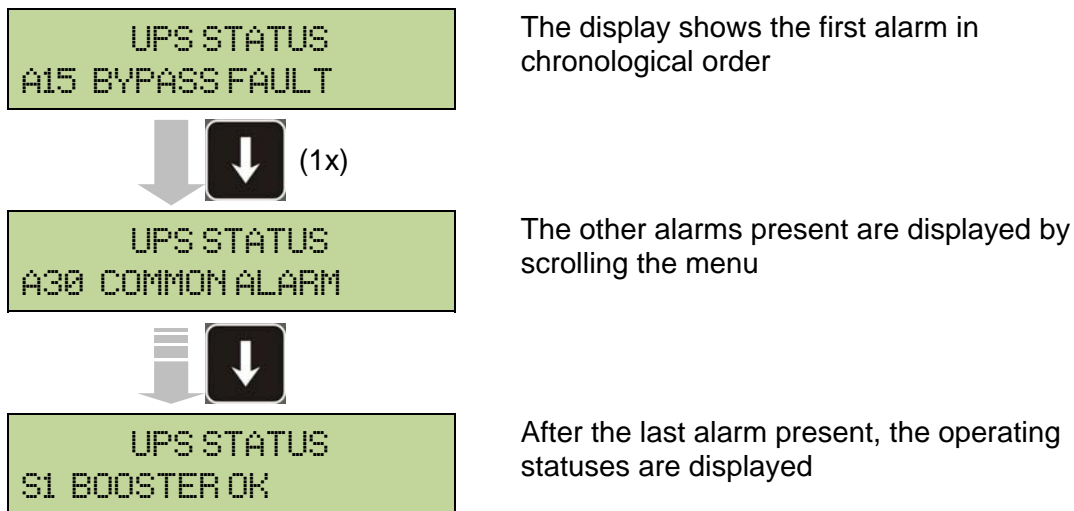 UPS STATUS
A15 BYPASS FAULT
The display shows the first alarm in
chronological order
(1x)
UPS STATUS
A30 COMMON ALARM
The other alarms present are displayed by
scrolling the menu
UPS STATUS
S1 BOOSTER OK
After the last alarm present, the operating
statuses are displayed